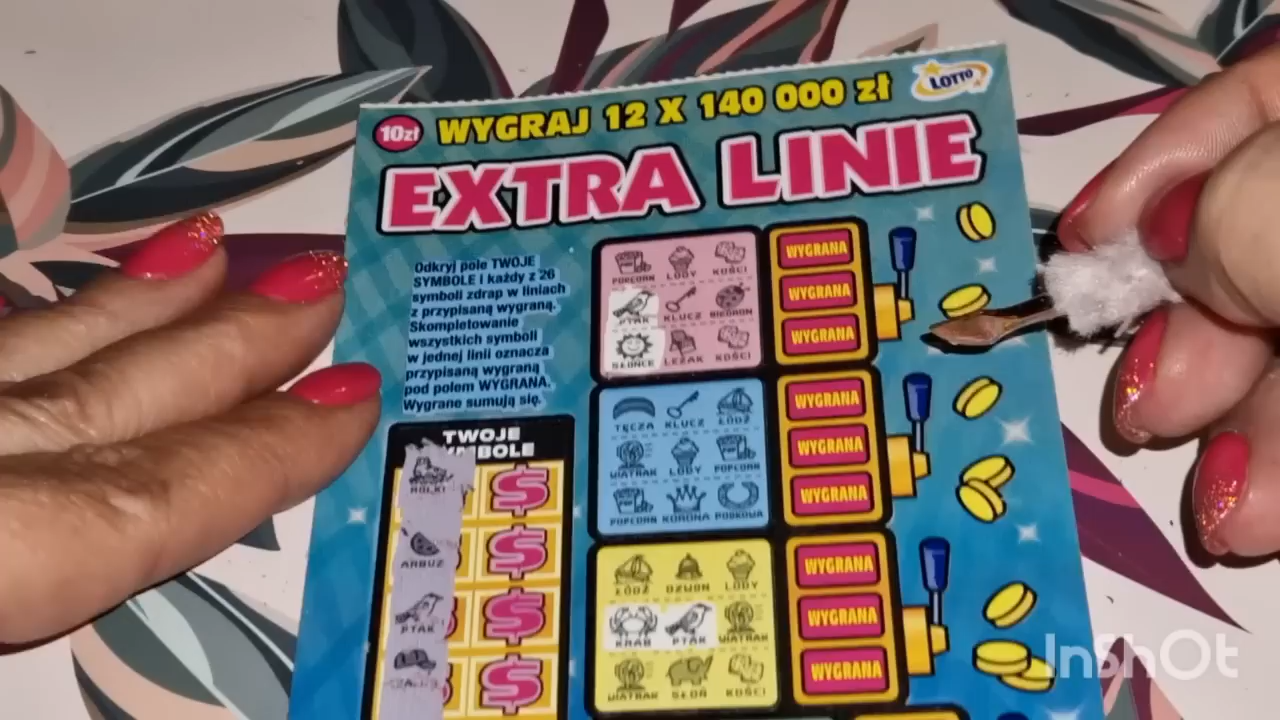 10zł WYGRAJ 12 X 140 000 zł LOTTO
EXTRA LINIE
Odkryj pole TWOJE
SYMBOLE i każdy z 26
symboli zdrap w liniach
z przypisaną wygraną.
Skompletowanie
wszystkich symboli
w jednej linii oznacza
przypisaną wygraną
pod polem WYGRANA.
Wygrane sumują się.
POPCORN LODY KOŚCI WYGRANA
PTAK KLUCZ BIEDRON WYGRANA
SŁOŃCE LEŻAK KOŚCI WYGRANA
TĘCZA KLUCZ ŁÓDŹ WYGRANA
WIATRAK LODY POPCORN WYGRANA
POPCORN KORONA PODKOWA WYGRANA
ŁÓDŹ DZWON LODY WYGRANA
KRAB PTAK WIATRAK WYGRANA
WIATRAK SŁOŃ KOŚCI WYGRANA
TWOJE
ROLKI $
ARBUZ $
PTAK $
$
InShOt